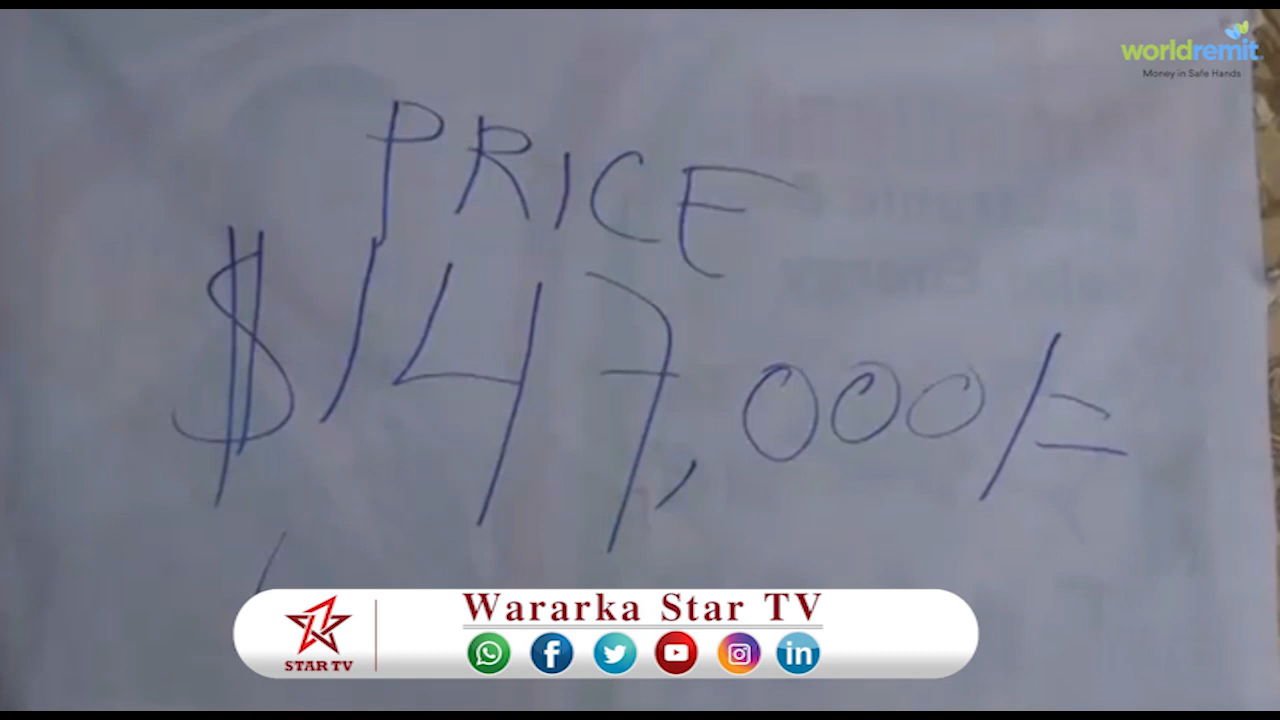 worldremit
Money in Safe Hands
PRICE
$147,000/=
STAR TV
Wararka Star TV